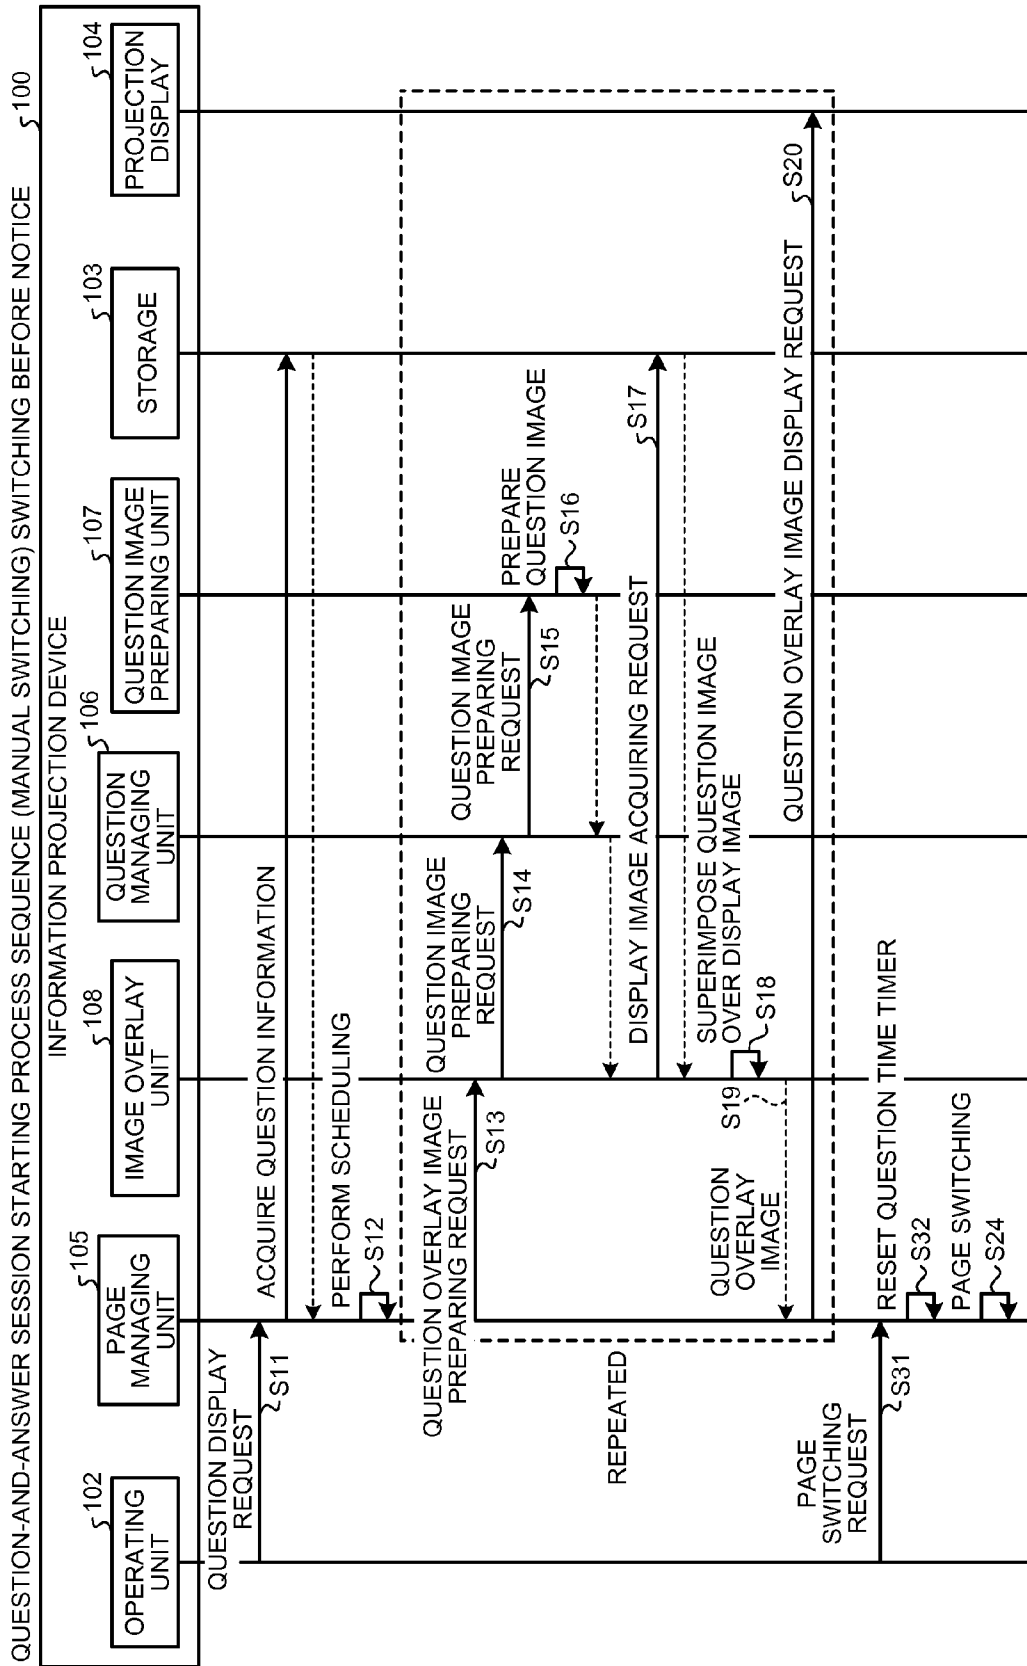 QUESTION-AND-ANSWER SESSION STARTING PROCESS SEQUENCE (MANUAL SWITCHING) SWITCHING BEFORE NOTICE
100
INFORMATION PROJECTION DEVICE
102
OPERATING
UNIT
105
PAGE
MANAGING
UNIT
108
IMAGE OVERLAY
UNIT
106
QUESTION
MANAGING
UNIT
107
QUESTION IMAGE
PREPARING UNIT
103
STORAGE
104
PROJECTION
DISPLAY
QUESTION DISPLAY
REQUEST
S11
ACQUIRE QUESTION INFORMATION
PERFORM SCHEDULING
S12
QUESTION OVERLAY IMAGE
PREPARING REQUEST
S13
QUESTION IMAGE
PREPARING
REQUEST
S14
QUESTION IMAGE
PREPARING
REQUEST
S15
PREPARE
QUESTION IMAGE
S16
REPEATED
DISPLAY IMAGE ACQUIRING REQUEST
S17
SUPERIMPOSE QUESTION IMAGE
OVER DISPLAY IMAGE
S18
S19
QUESTION
OVERLAY
IMAGE
QUESTION OVERLAY IMAGE DISPLAY REQUEST
S20
PAGE
SWITCHING
REQUEST
S31
RESET QUESTION TIME TIMER
S32
PAGE SWITCHING
S24